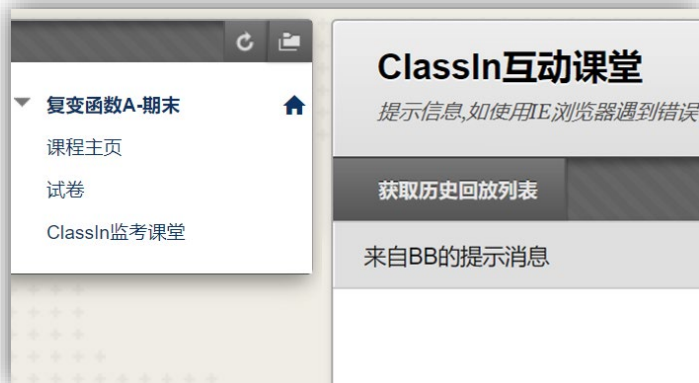 复变函数A-期末
课程主页
试卷
ClassIn监考课堂
ClassIn互动课堂
提示信息,如使用IE浏览器遇到错误
获取历史回放列表
来自BB的提示消息